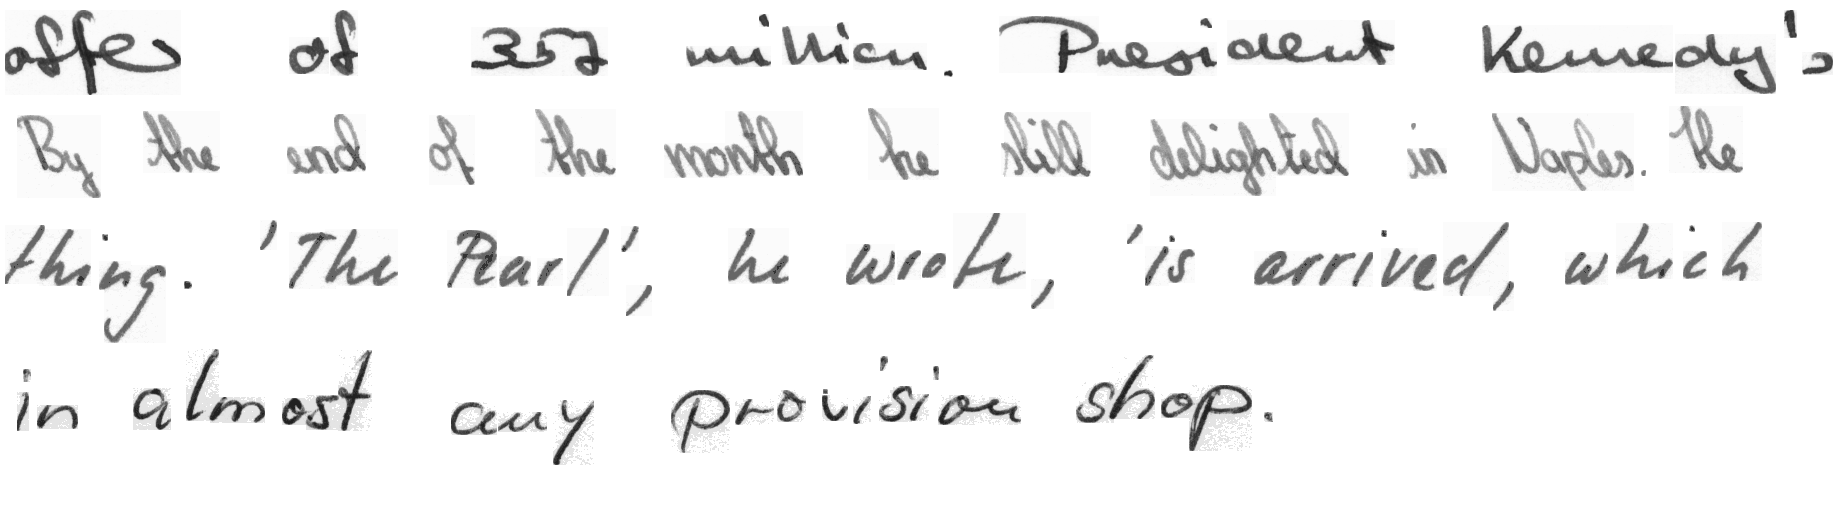 offer of 357 million. President Kennedy's
By the end of the month he still delighted in Naples. He
thing. 'The Pearl', he wrote, 'is arrived, which
in almost any provision shop.